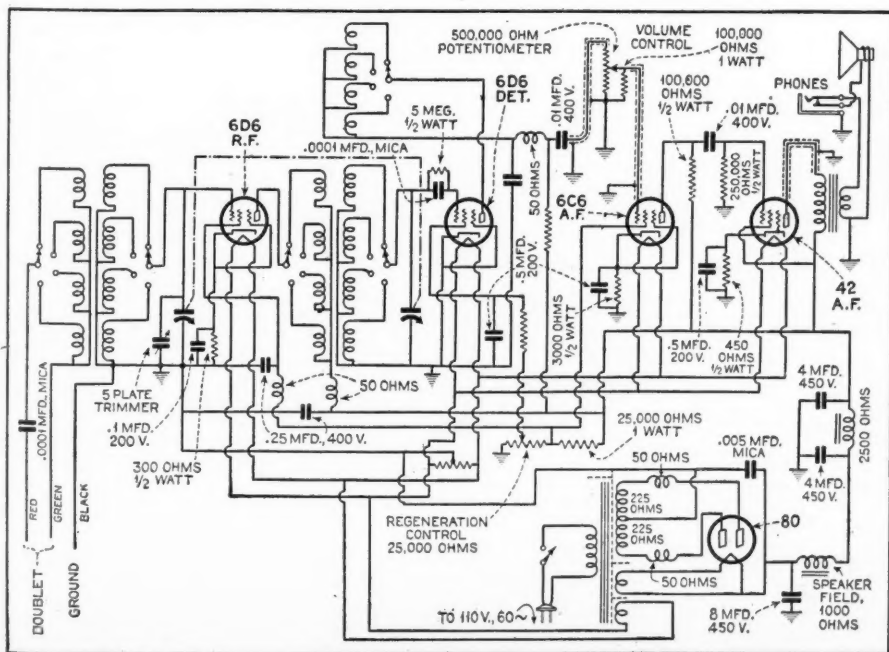 500,000 OHM
POTENTIOMETER
VOLUME
CONTROL
100,000
OHMS
1 WATT
6D6
DET.
.01 MFD.
400 V.
100,000
OHMS
1/2 WATT
.01 MFD.
400 V.
PHONES
5 MEG.
1/2 WATT
6D6
R.F.
.0001 MFD., MICA
50 OHMS
250,000
OHMS
1/2 WATT
6C6
A.F.
.5 MFD.
200 V.
42
A.F.
3000 OHMS
1/2 WATT
.5 MFD.
200 V.
450
OHMS
1/2 WATT
5 PLATE
TRIMMER
.1 MFD.
200 V.
300 OHMS
1/2 WATT
50 OHMS
.25 MFD., 400 V.
25,000 OHMS
1 WATT
4 MFD.
450 V.
2500 OHMS
4 MFD.
450 V.
.0001 MFD., MICA
RED
GREEN
BLACK
DOUBLET
GROUND
REGENERATION
CONTROL
25,000 OHMS
.005 MFD.
MICA
50 OHMS
225
OHMS
225
OHMS
80
50 OHMS
TO 110 V., 60~
8 MFD.
450 V.
SPEAKER
FIELD,
1000
OHMS